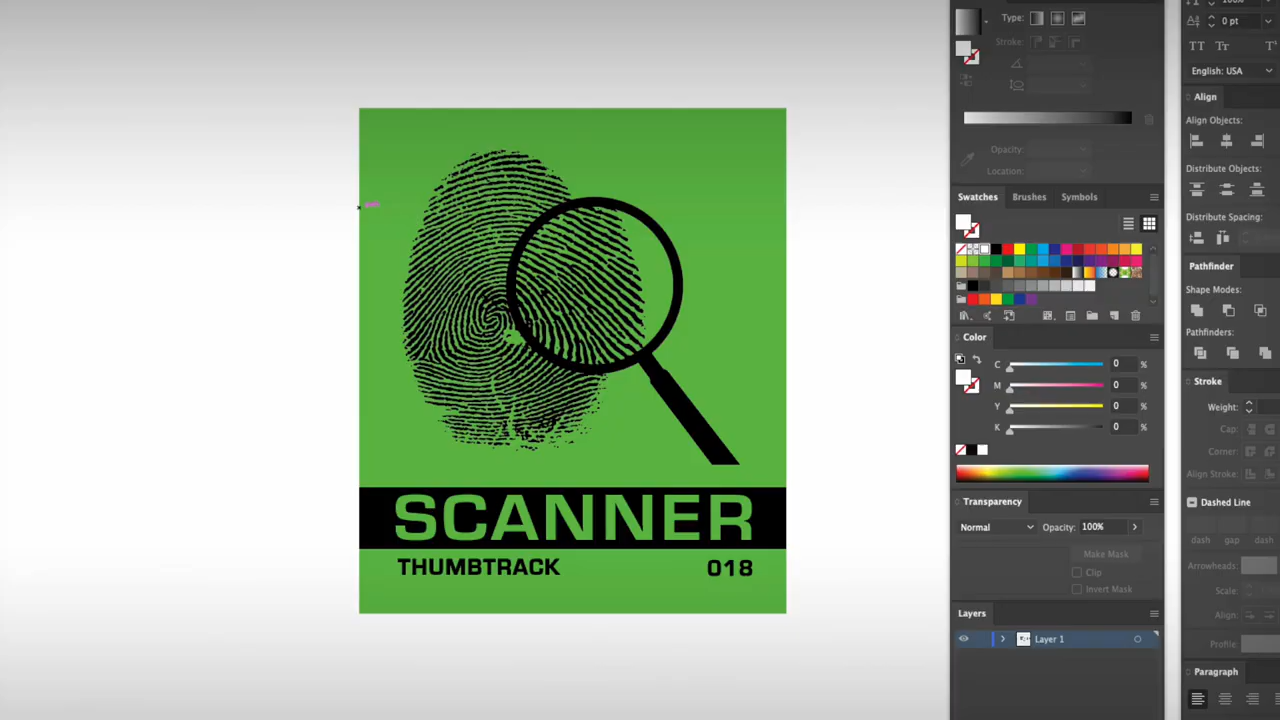 100%
Type:
0 pt
Stroke:
TT Tr
English: USA
Align
Align Objects:
Opacity:
Location:
Distribute Objects:
Swatches Brushes Symbols
Distribute Spacing:
Pathfinder
Shape Modes:
Pathfinders:
Color
C 0 %
M 0 %
Y 0 %
K 0 %
Stroke
Weight:
Cap:
Corner:
Align Stroke:
SCANNER
THUMBTRACK 018
Transparency
Dashed Line
Normal Opacity: 100%
dash gap dash
Make Mask
Clip
Invert Mask
Arrowheads:
Scale:
Align:
Layers
Layer 1
Profile:
Paragraph